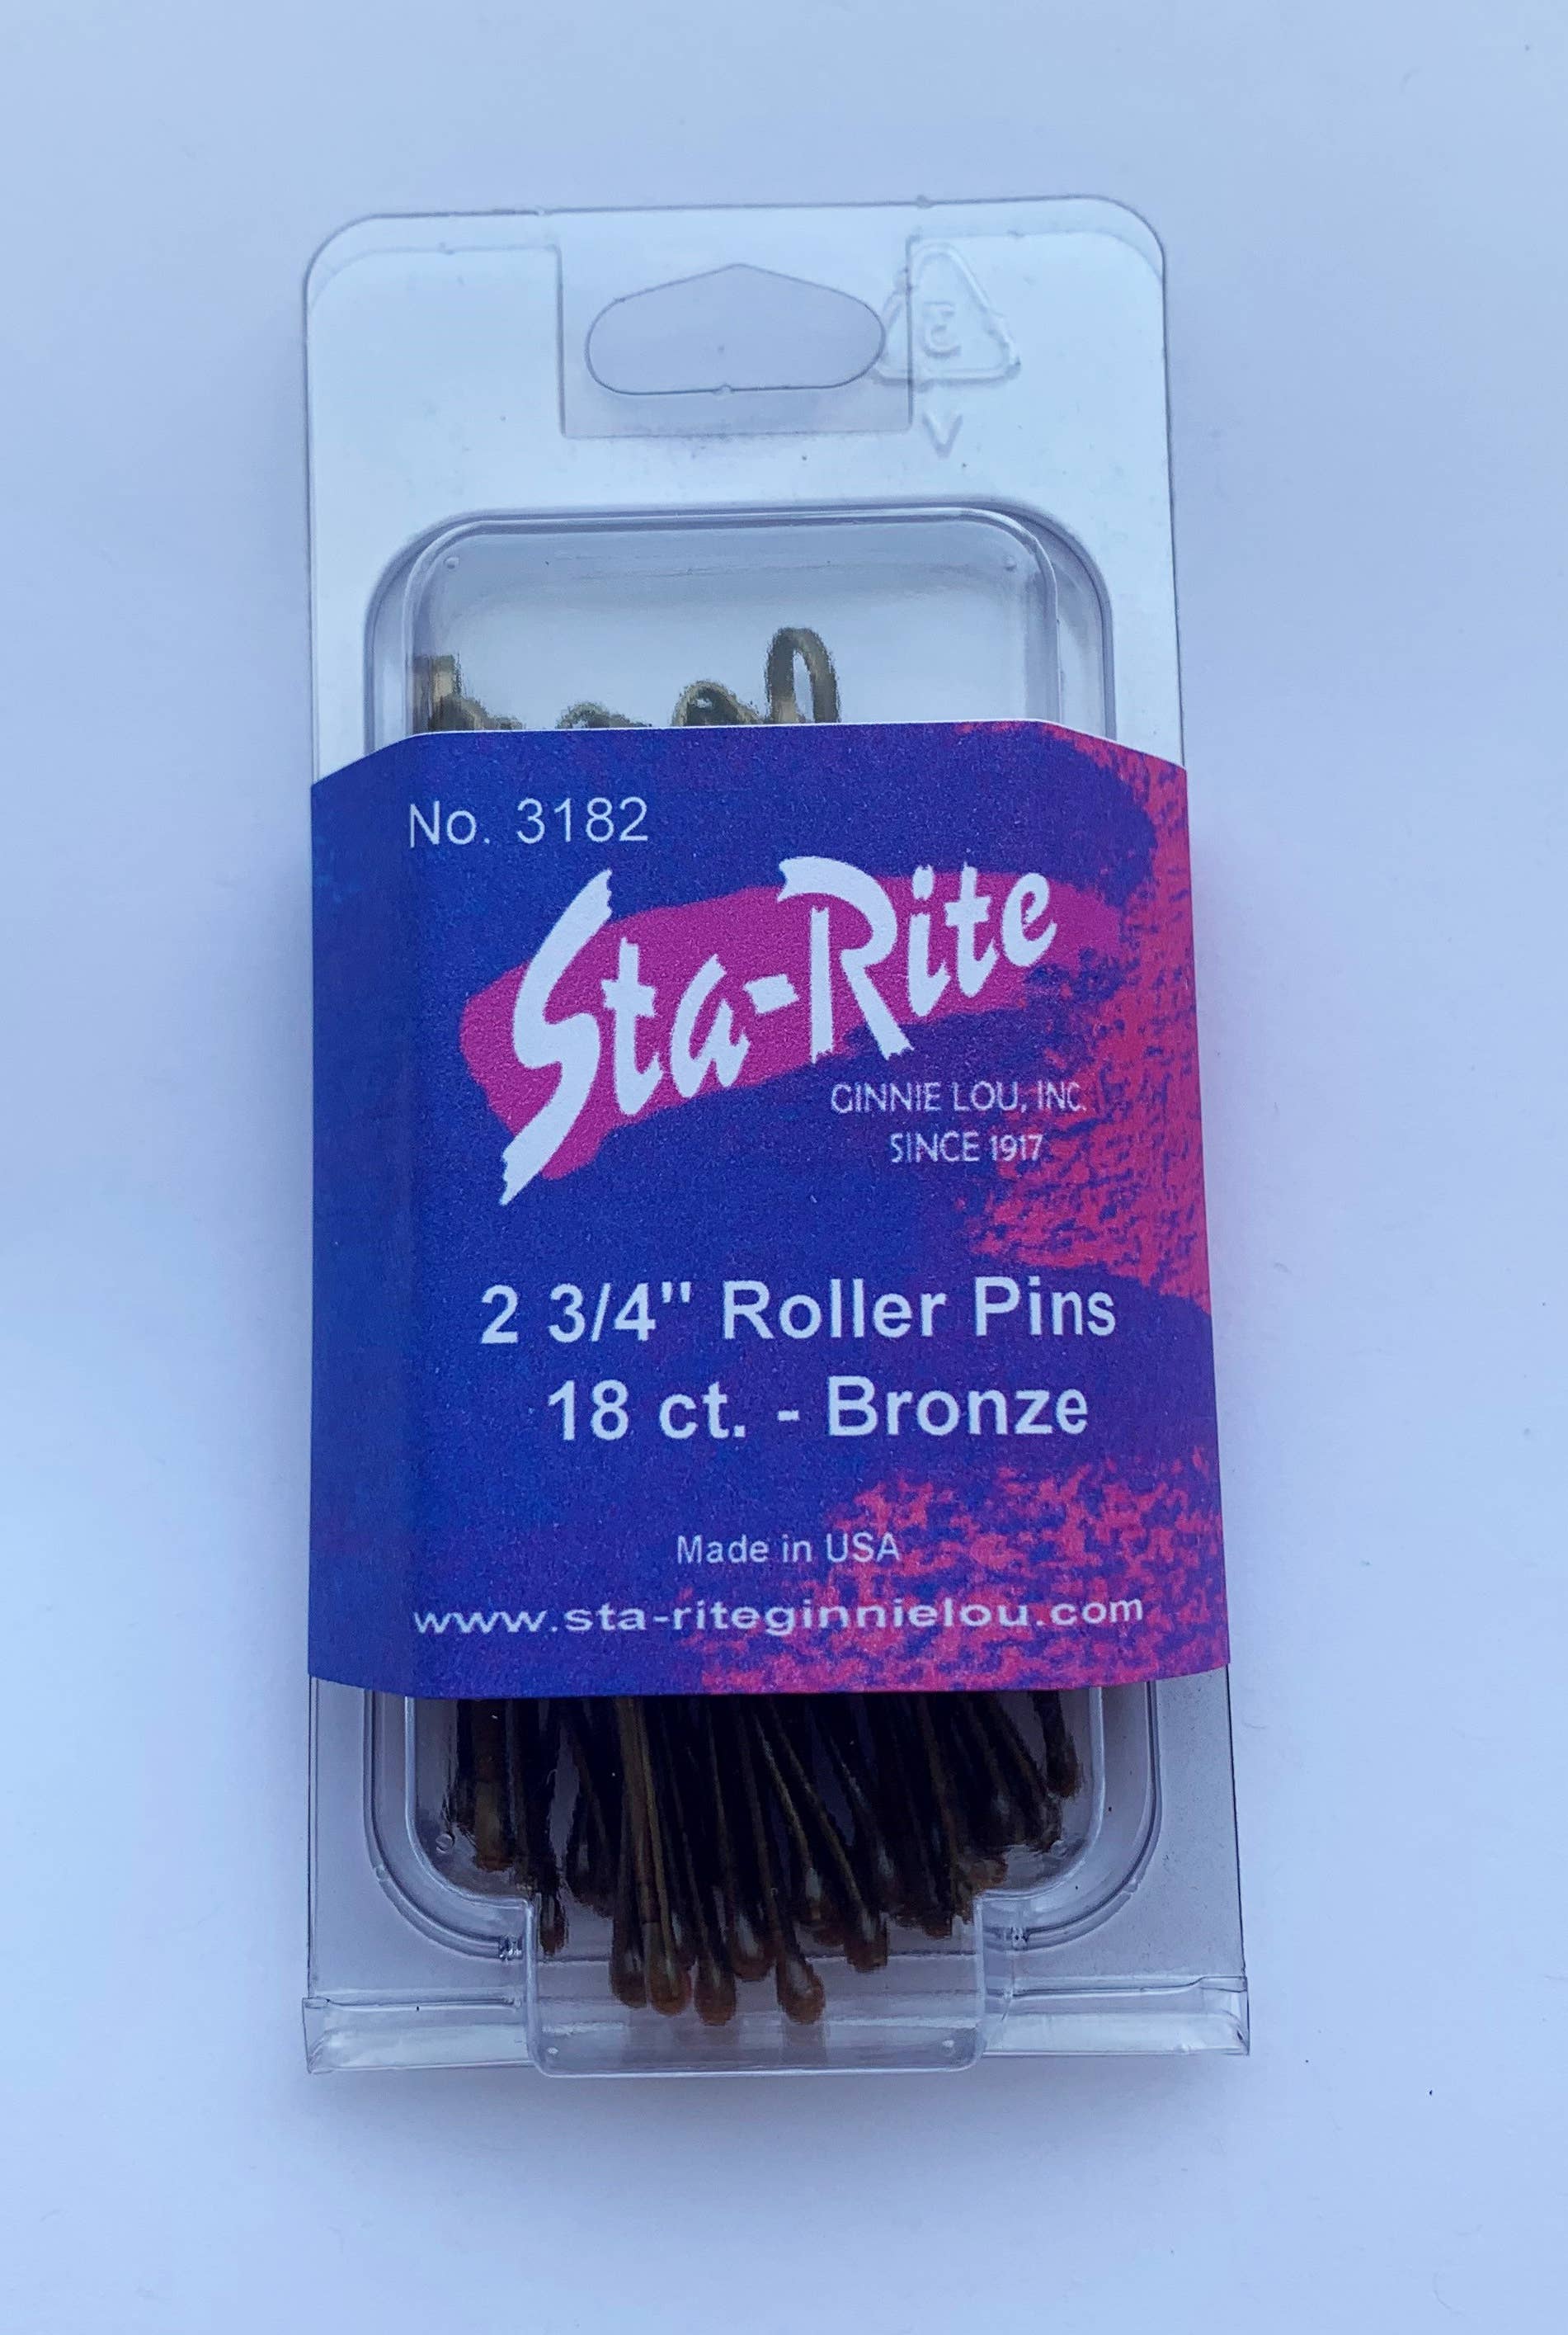 3
V
No. 3182
Sta-Rite
GINNIE LOU, INC.
SINCE 1917
2 3/4" Roller Pins
18 ct. - Bronze
Made in USA
www.sta-riteginnielou.com